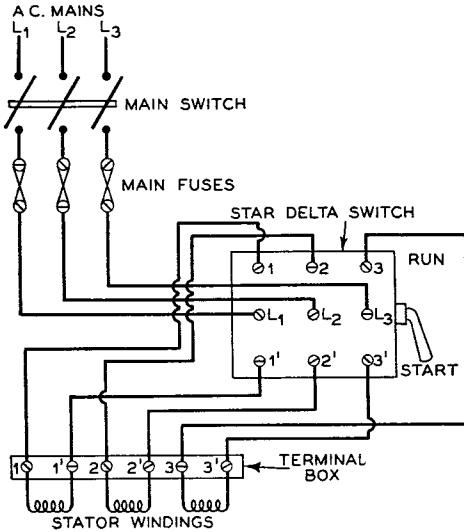 A.C. MAINS
L1 L2 L3
MAIN SWITCH
MAIN FUSES
STAR DELTA SWITCH
1 2 3
RUN
L1 L2 L3
START
1' 2' 3'
1 1' 2 2' 3 3'
TERMINAL
BOX
STATOR WINDINGS